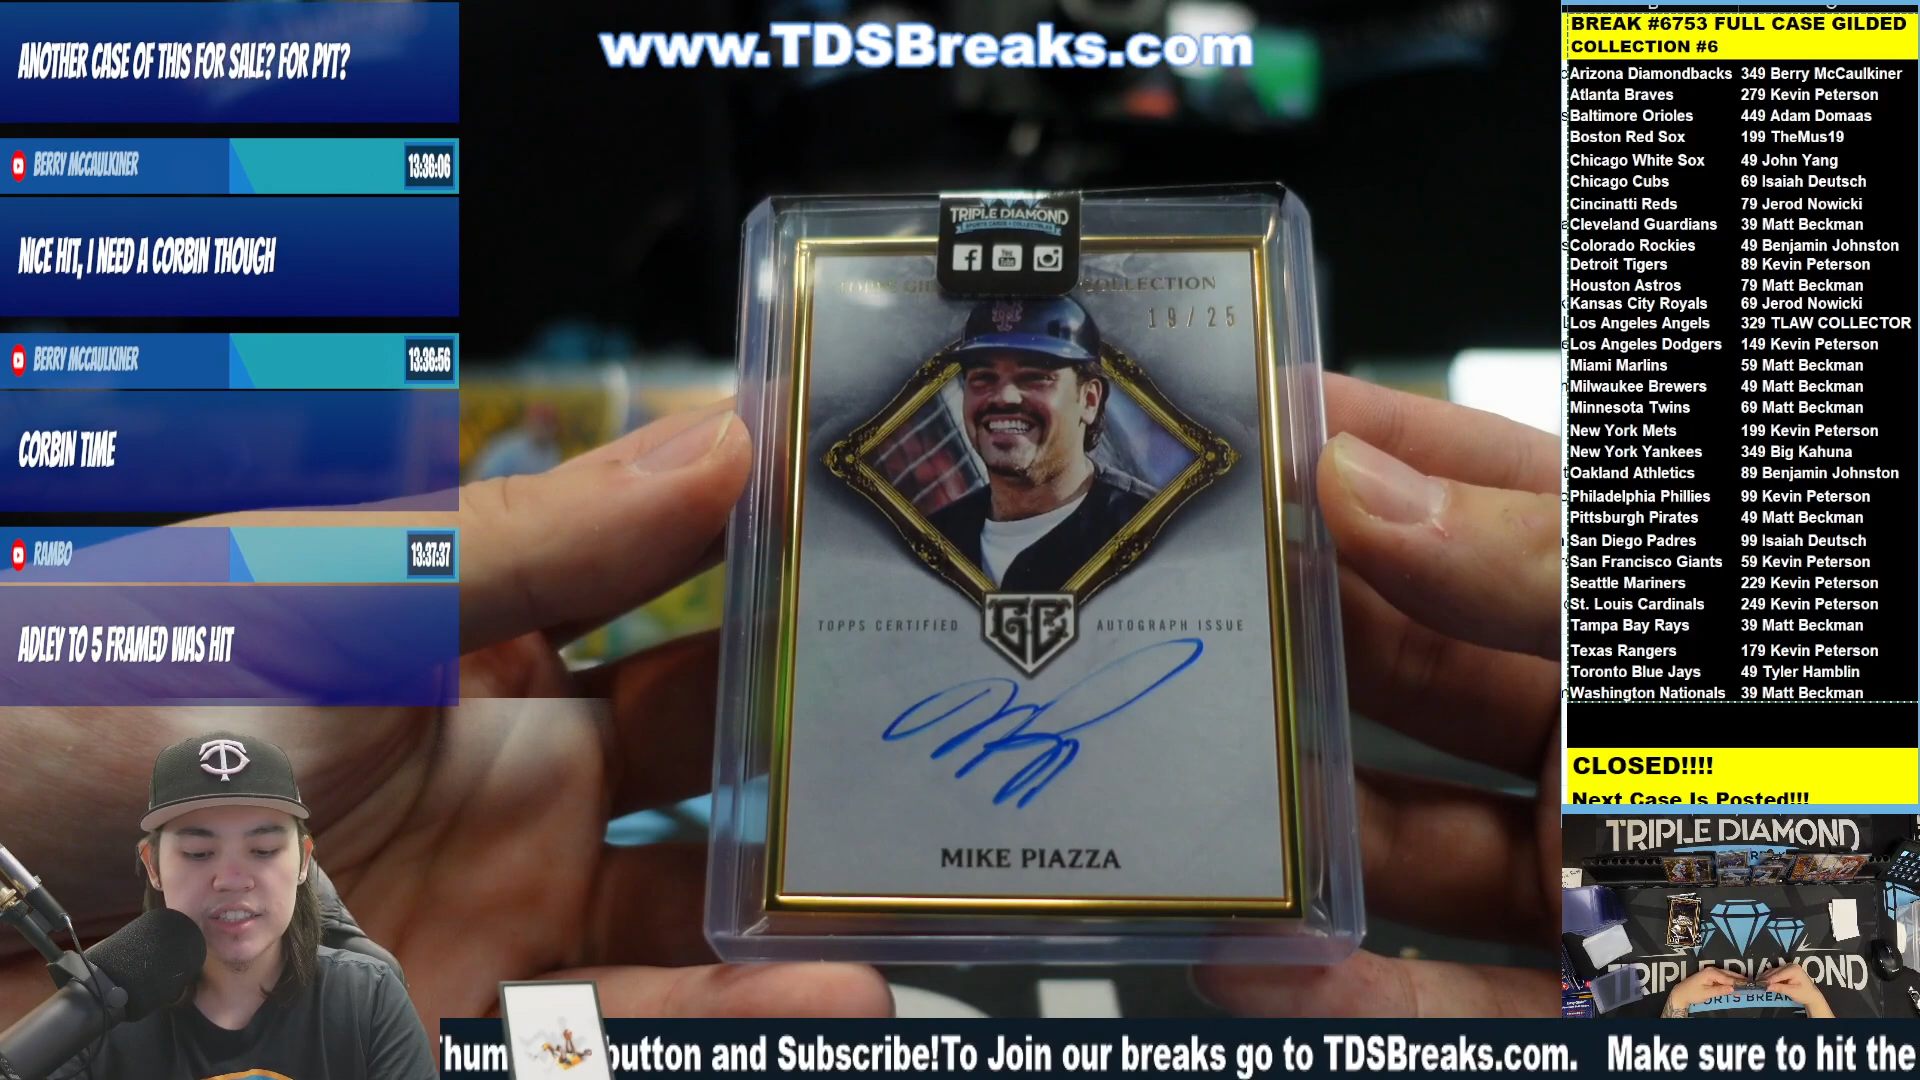 ANOTHER CASE OF THIS FOR SALE? FOR PYT?
BERRY MCCAULKINER
13:36:06
NICE HIT, I NEED A CORBIN THOUGH
BERRY MCCAULKINER
13:36:56
CORBIN TIME
RAMBO
13:37:37
ADLEY TO 5 FRAMED WAS HIT
www.TDSBreaks.com
TRIPLE DIAMOND
SPORTS CARDS + COLLECTIBLES
You Tube
COLLECTION
19/25
TOPPS CERTIFIED AUTOGRAPH ISSUE
GC
MIKE PIAZZA
BREAK #6753 FULL CASE GILDED
COLLECTION #6
Arizona Diamondbacks 349 Berry McCaulkiner
Atlanta Braves 279 Kevin Peterson
Baltimore Orioles 449 Adam Domaas
Boston Red Sox 199 TheMus19
Chicago White Sox 49 John Yang
Chicago Cubs 69 Isaiah Deutsch
Cincinatti Reds 79 Jerod Nowicki
Cleveland Guardians 39 Matt Beckman
Colorado Rockies 49 Benjamin Johnston
Detroit Tigers 89 Kevin Peterson
Houston Astros 79 Matt Beckman
Kansas City Royals 69 Jerod Nowicki
Los Angeles Angels 329 TLAW COLLECTOR
Los Angeles Dodgers 149 Kevin Peterson
Miami Marlins 59 Matt Beckman
Milwaukee Brewers 49 Matt Beckman
Minnesota Twins 69 Matt Beckman
New York Mets 199 Kevin Peterson
New York Yankees 349 Big Kahuna
Oakland Athletics 89 Benjamin Johnston
Philadelphia Phillies 99 Kevin Peterson
Pittsburgh Pirates 49 Matt Beckman
San Diego Padres 99 Isaiah Deutsch
San Francisco Giants 59 Kevin Peterson
Seattle Mariners 229 Kevin Peterson
St. Louis Cardinals 249 Kevin Peterson
Tampa Bay Rays 39 Matt Beckman
Texas Rangers 179 Kevin Peterson
Toronto Blue Jays 49 Tyler Hamblin
Washington Nationals 39 Matt Beckman
CLOSED!!!!
Next Case Is Posted!!!
TRIPLE DIAMOND
TRIPLE DIAMOND
button and Subscribe!To Join our breaks go to TDSBreaks.com. Make sure to hit the